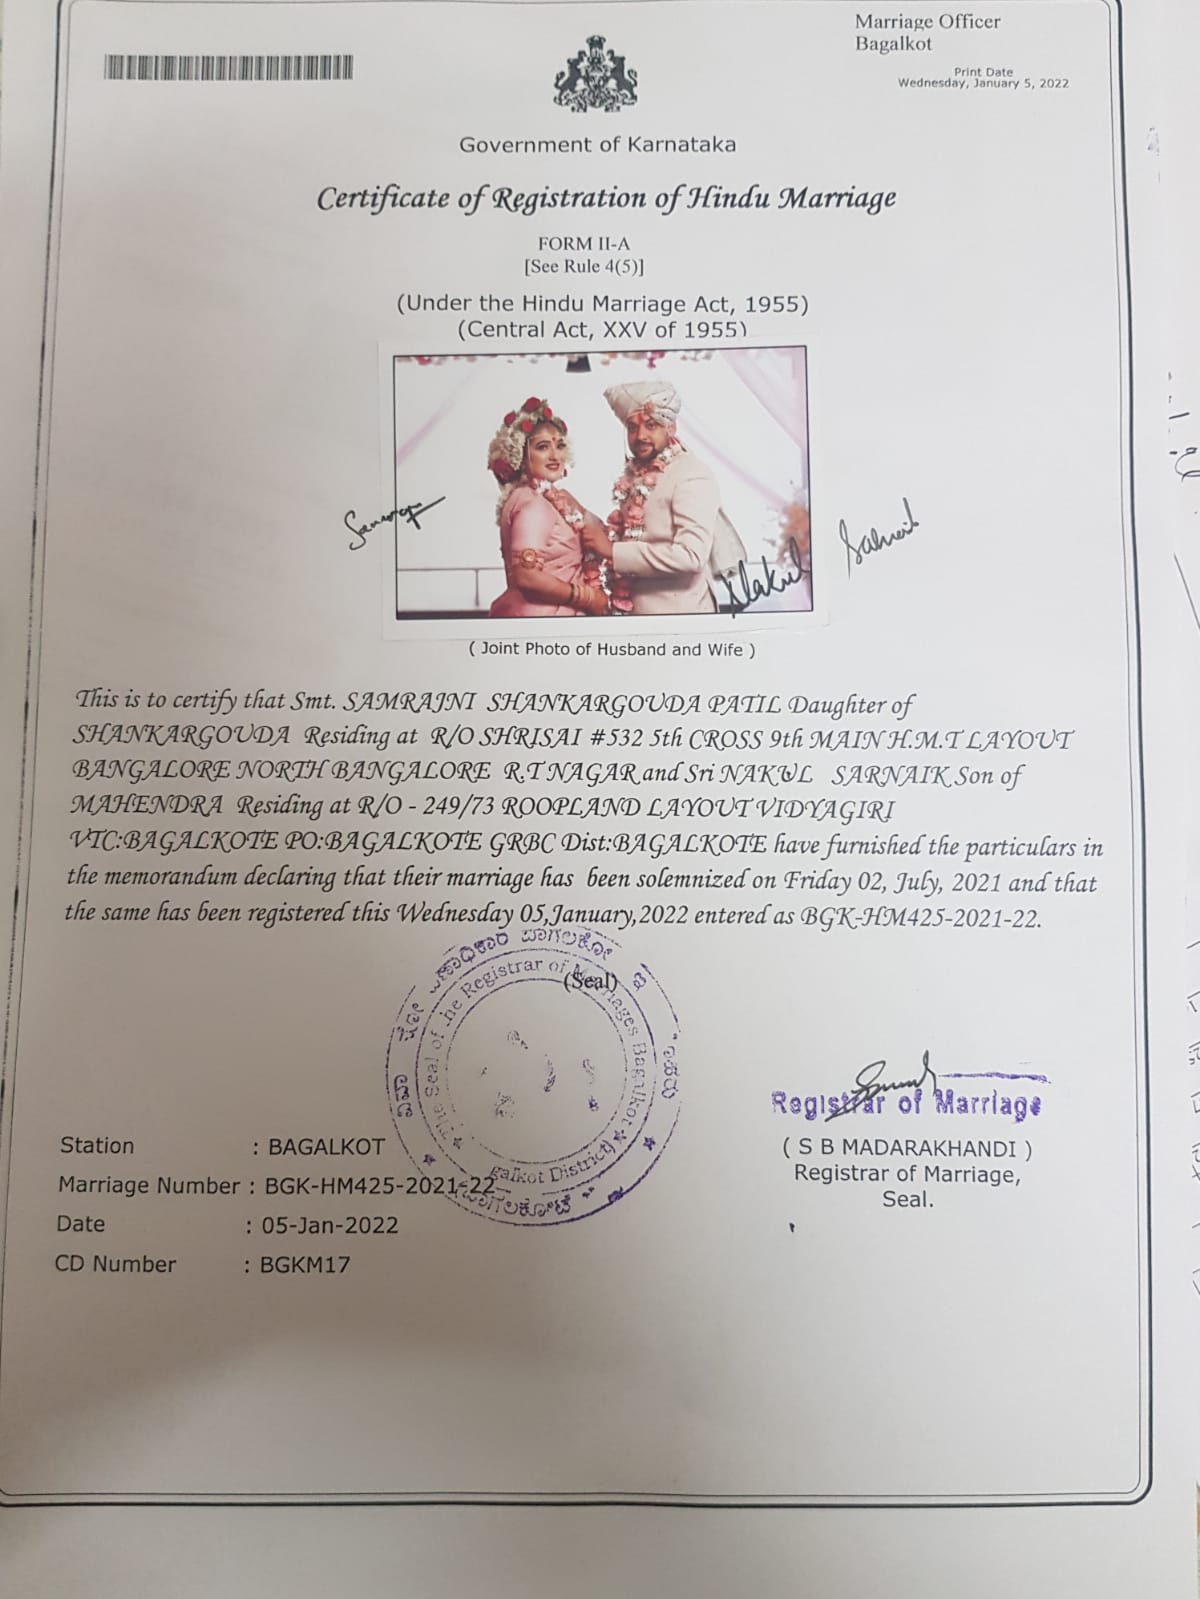 Marriage Officer
Bagalkot
Print Date
Wednesday, January 5, 2022
Government of Karnataka
Certificate of Registration of Hindu Marriage
FORM II-A
[See Rule 4(5)]
(Under the Hindu Marriage Act, 1955)
(Central Act, XXV of 1955)
Nakul
( Joint Photo of Husband and Wife )
This is to certify that Smt. SAMRAJNI SHANKARGOUDA PATIL Daughter of
SHANKARGOUDA Residing at R/O SHRISAI #532 5th CROSS 9th MAIN H.M.T LAYOUT
BANGALORE NORTH BANGALORE R.T NAGAR and Sri NAKUL SARNAIK Son of
MAHENDRA Residing at R/O - 249/73 ROOPLAND LAYOUT VIDYAGIRI
VTC:BAGALKOTE PO:BAGALKOTE GRBC Dist:BAGALKOTE have furnished the particulars in
the memorandum declaring that their marriage has been solemnized on Friday 02, July, 2021 and that
the same has been registered this Wednesday 05,January,2022 entered as BGK-HM425-2021-22.
(Seal)
The Seal of the Registrar of Marriages Bagalkot
galkot District)
ಬಾಗಲಕೋಟೆ
Registrar of Marriage
( S B MADARAKHANDI )
Registrar of Marriage,
Seal.
Station : BAGALKOT
Marriage Number : BGK-HM425-2021-22
Date : 05-Jan-2022
CD Number : BGKM17